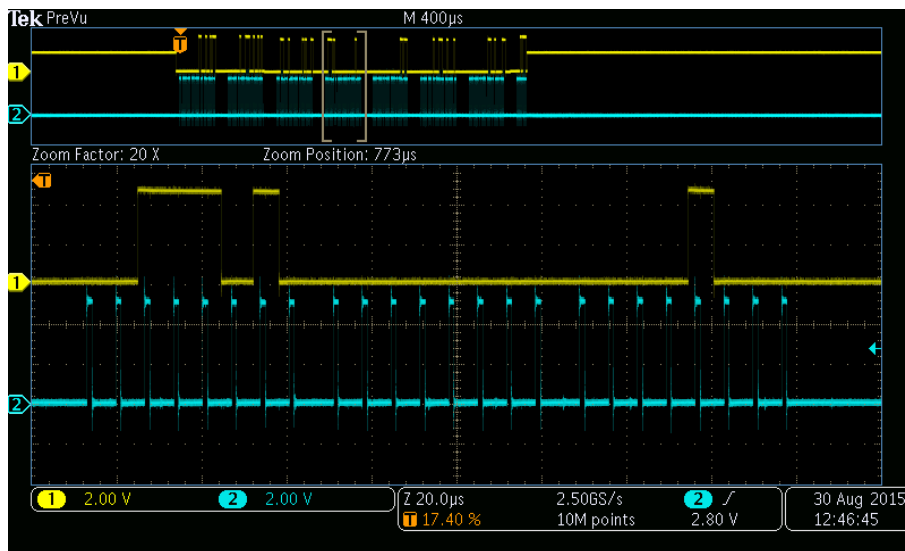 Tek PreVu M 400µs
T
1
2
Zoom Factor: 20 X Zoom Position: 773µs
T
1
2
1 2.00 V 2 2.00 V Z 20.0µs 2.50GS/s 2 30 Aug 2015
T 17.40 % 10M points 2.80 V 12:46:45